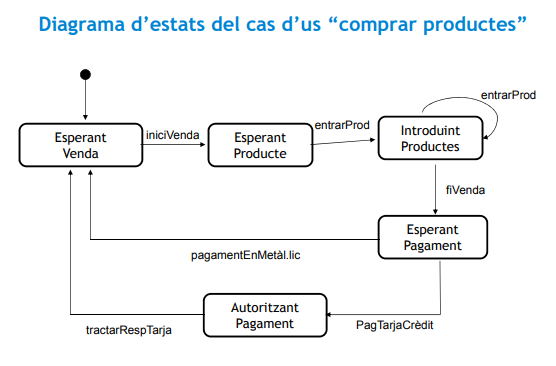 Diagrama d’estats del cas d’us “comprar productes”
entrarProd
Esperant
Venda
iniciVenda
Esperant
Producte
entrarProd
Introduint
Productes
fiVenda
Esperant
Pagament
pagamentEnMetàl.lic
Autoritzant
Pagament
tractarRespTarja
PagTarjaCrèdit